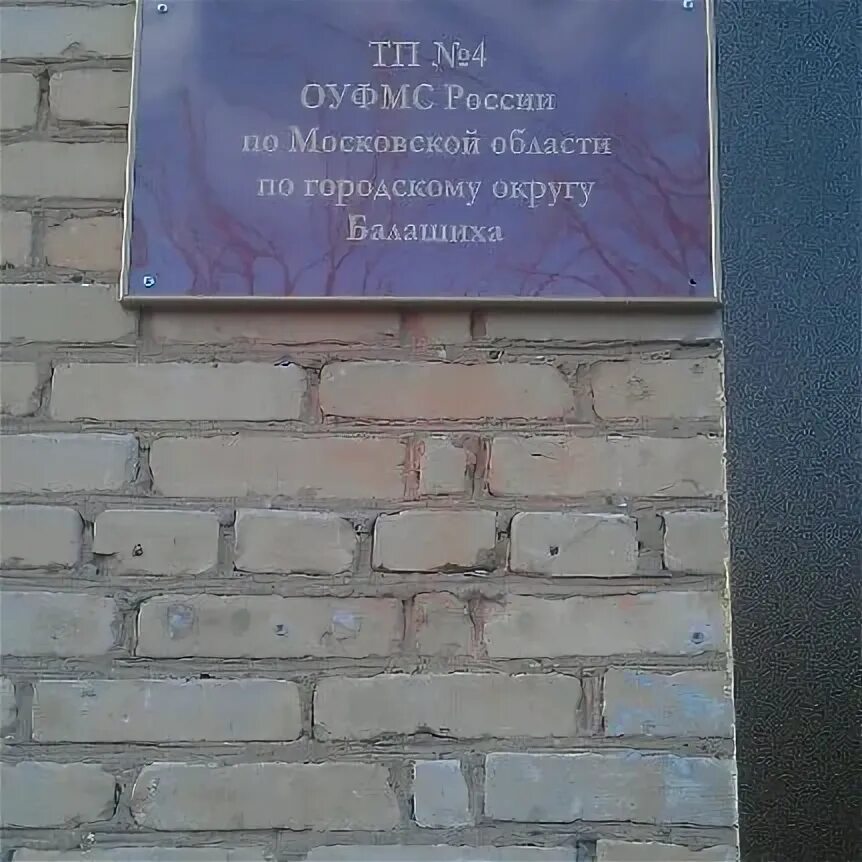 ТП №4
ОУФМС России
по Московской области
по городскому округу
Балашиха